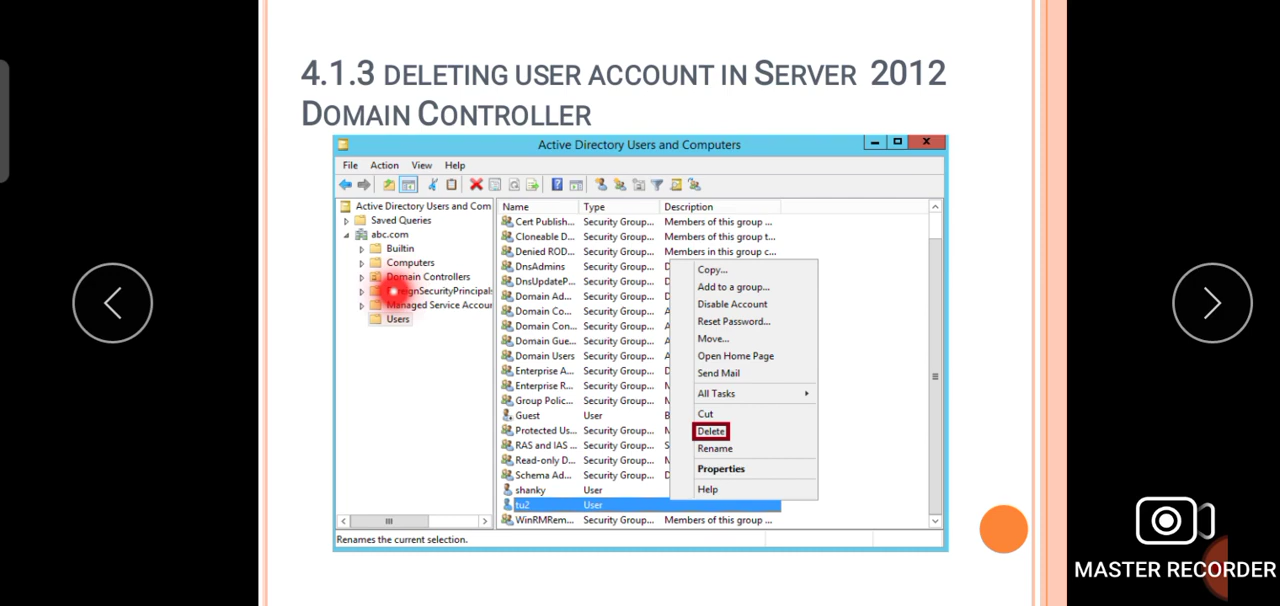 4.1.3 DELETING USER ACCOUNT IN SERVER 2012
DOMAIN CONTROLLER
Active Directory Users and Computers
File Action View Help
Active Directory Users and Com
Saved Queries
abc.com
Builtin
Computers
Domain Controllers
ignSecurityPrincipals
Managed Service Accour
Users
Name Type Description
Cert Publish... Security Group... Members of this group ...
Cloneable D... Security Group... Members of this group t...
Denied ROD... Security Group... Members in this group c...
DnsAdmins Security Group...
DnsUpdateP... Security Group...
Domain Ad... Security Group...
Domain Co... Security Group...
Domain Con... Security Group...
Domain Gue... Security Group...
Domain Users Security Group...
Enterprise A... Security Group...
Enterprise R... Security Group...
Group Polic... Security Group...
Guest User
Protected Us... Security Group...
RAS and IAS ... Security Group...
Read-only D... Security Group...
Schema Ad... Security Group...
shanky User
tu2 User
WinRMRem... Security Group... Members of this group ...
Copy...
Add to a group...
Disable Account
Reset Password...
Move...
Open Home Page
Send Mail
All Tasks
Cut
Delete
Rename
Properties
Help
Renames the current selection.
MASTER RECORDER